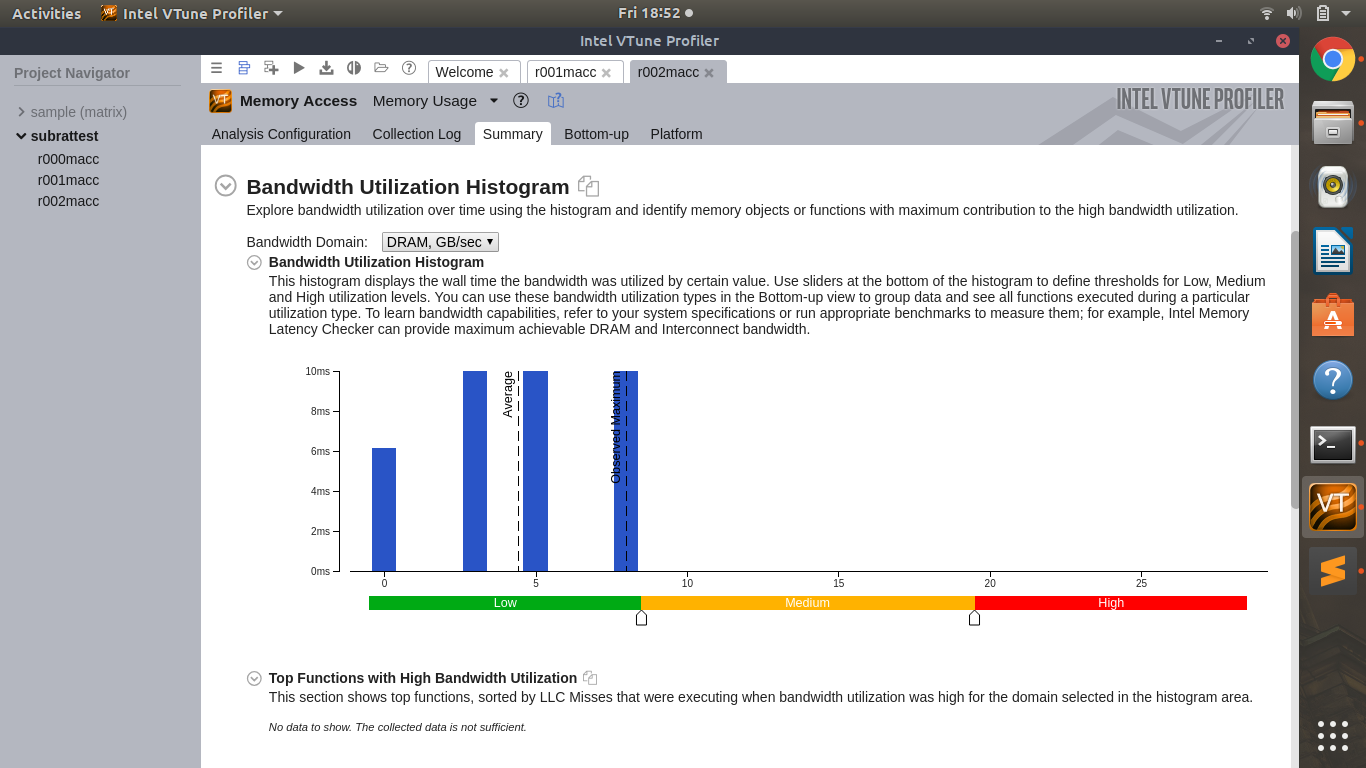 Activities
Intel VTune Profiler
Fri 18:52
Intel VTune Profiler
Project Navigator
sample (matrix)
subrattest
r000macc
r001macc
r002macc
Welcome
r001macc
r002macc
VT Memory Access
Memory Usage
INTEL VTUNE PROFILER
Analysis Configuration
Collection Log
Summary
Bottom-up
Platform
Bandwidth Utilization Histogram
Explore bandwidth utilization over time using the histogram and identify memory objects or functions with maximum contribution to the high bandwidth utilization.
Bandwidth Domain: DRAM, GB/sec
Bandwidth Utilization Histogram
This histogram displays the wall time the bandwidth was utilized by certain value. Use sliders at the bottom of the histogram to define thresholds for Low, Medium
and High utilization levels. You can use these bandwidth utilization types in the Bottom-up view to group data and see all functions executed during a particular
utilization type. To learn bandwidth capabilities, refer to your system specifications or run appropriate benchmarks to measure them; for example, Intel Memory
Latency Checker can provide maximum achievable DRAM and Interconnect bandwidth.
10ms
8ms
6ms
4ms
2ms
0ms
Average
Observed Maximum
0 5 10 15 20 25
Low Medium High
Top Functions with High Bandwidth Utilization
This section shows top functions, sorted by LLC Misses that were executing when bandwidth utilization was high for the domain selected in the histogram area.
No data to show. The collected data is not sufficient.
VT